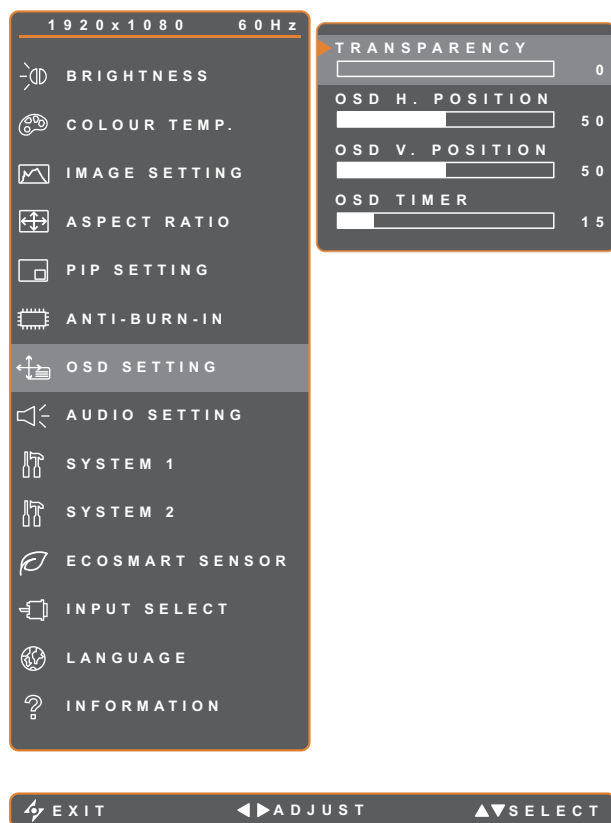 1920x1080 60Hz
BRIGHTNESS
COLOUR TEMP.
IMAGE SETTING
ASPECT RATIO
PIP SETTING
ANTI-BURN-IN
OSD SETTING
AUDIO SETTING
SYSTEM 1
SYSTEM 2
ECOSMART SENSOR
INPUT SELECT
LANGUAGE
INFORMATION
TRANSPARENCY
0
OSD H. POSITION
50
OSD V. POSITION
50
OSD TIMER
15
EXIT ADJUST SELECT